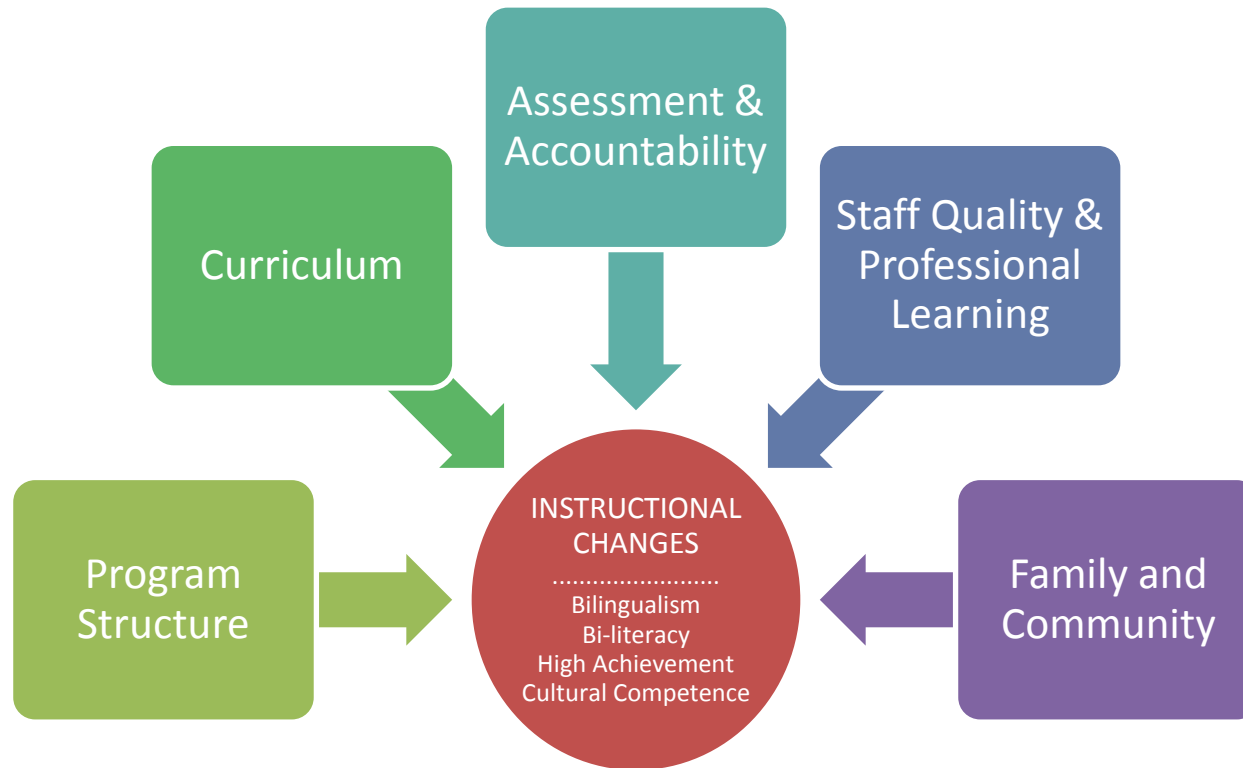 Assessment &
Accountability
Curriculum
Staff Quality &
Professional
Learning
Program
Structure
INSTRUCTIONAL
CHANGES
.........................
Bilingualism
Bi-literacy
High Achievement
Cultural Competence
Family and
Community